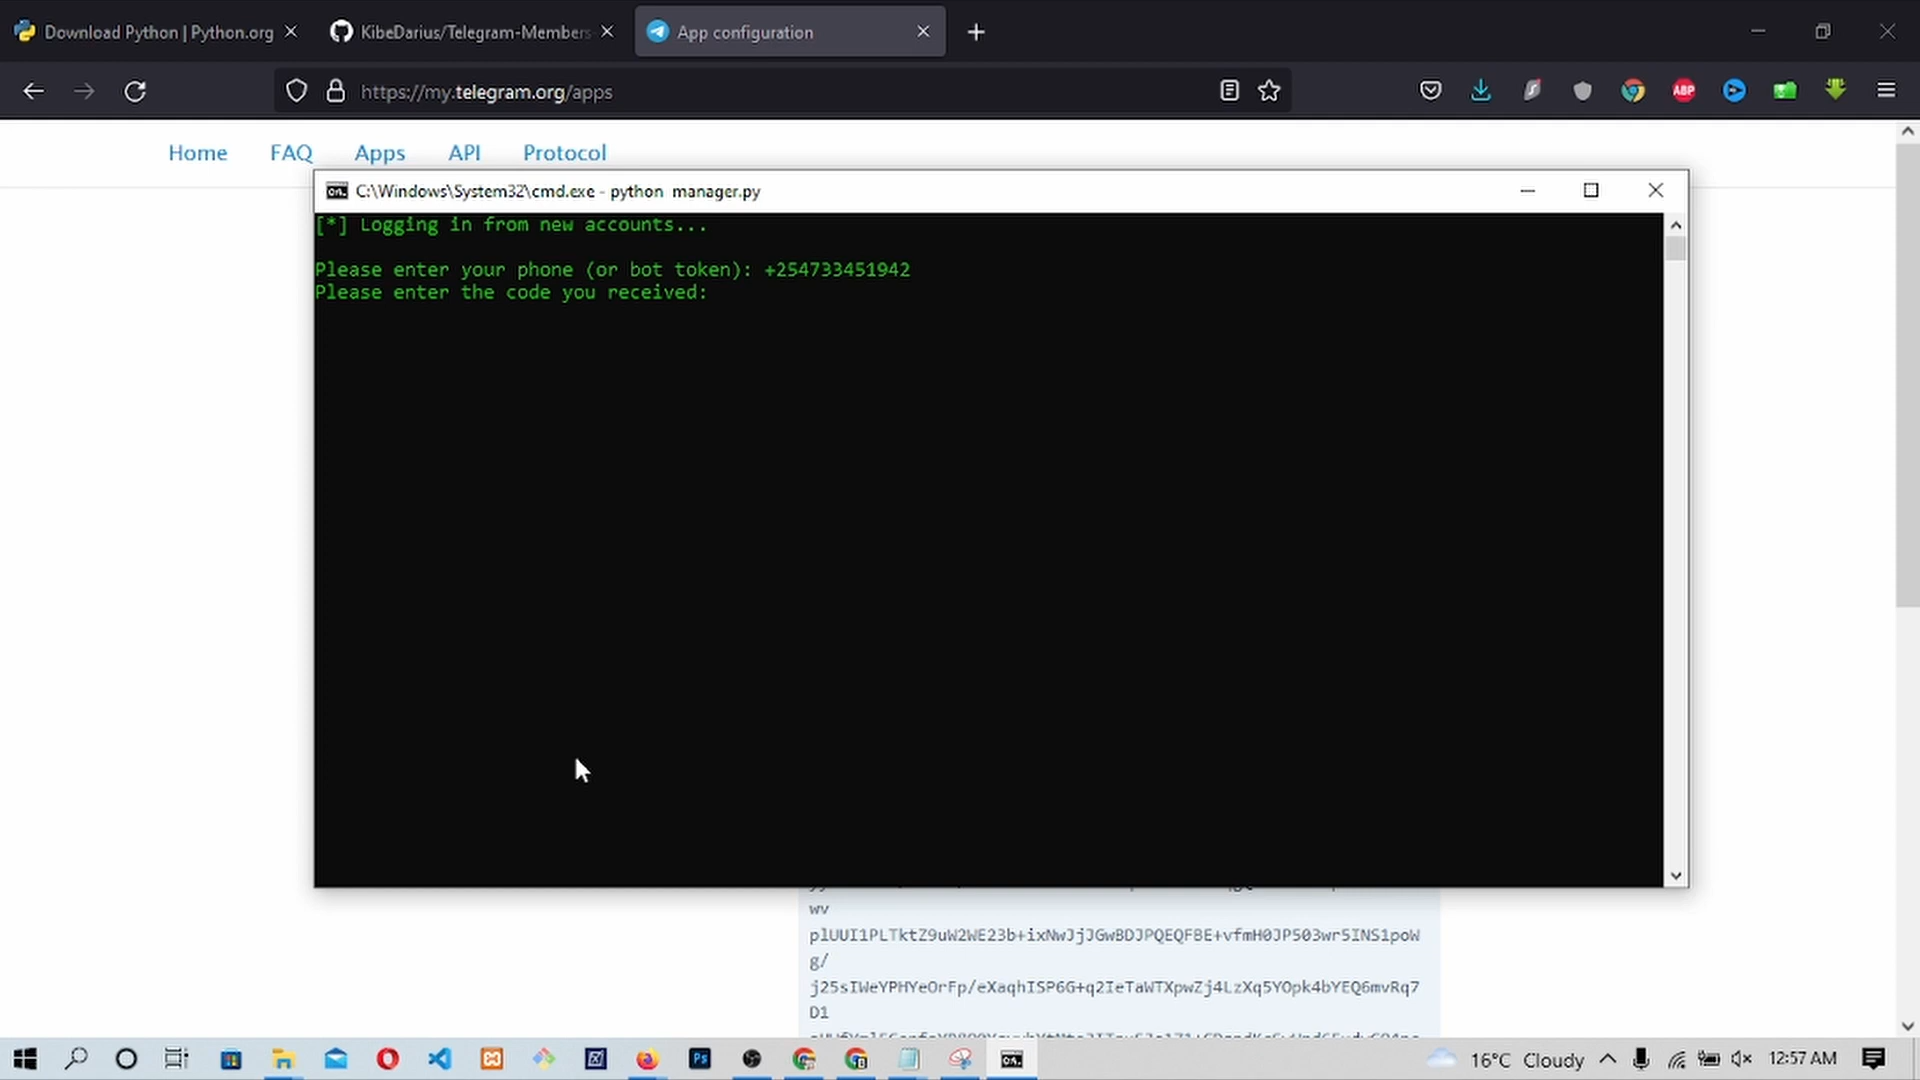 Download Python | Python.org
KibeDarius/Telegram-Members
App configuration
https://my.telegram.org/apps
ABP
Home FAQ Apps API Protocol
C:\Windows\System32\cmd.exe - python manager.py
[*] Logging in from new accounts...
Please enter your phone (or bot token): +254733451942
Please enter the code you received:
wv
plUUI1PLTktZ9uW2WE23b+ixNwJjJGwBDJPQEQFBE+vfmH0JP503wr5INS1poW
g/
j25sIWeYPHYeOrFp/eXaqhISP6G+q2IeTaWTXpwZj4LzXq5YOpk4bYEQ6mvRq7
D1
16°C Cloudy
12:57 AM